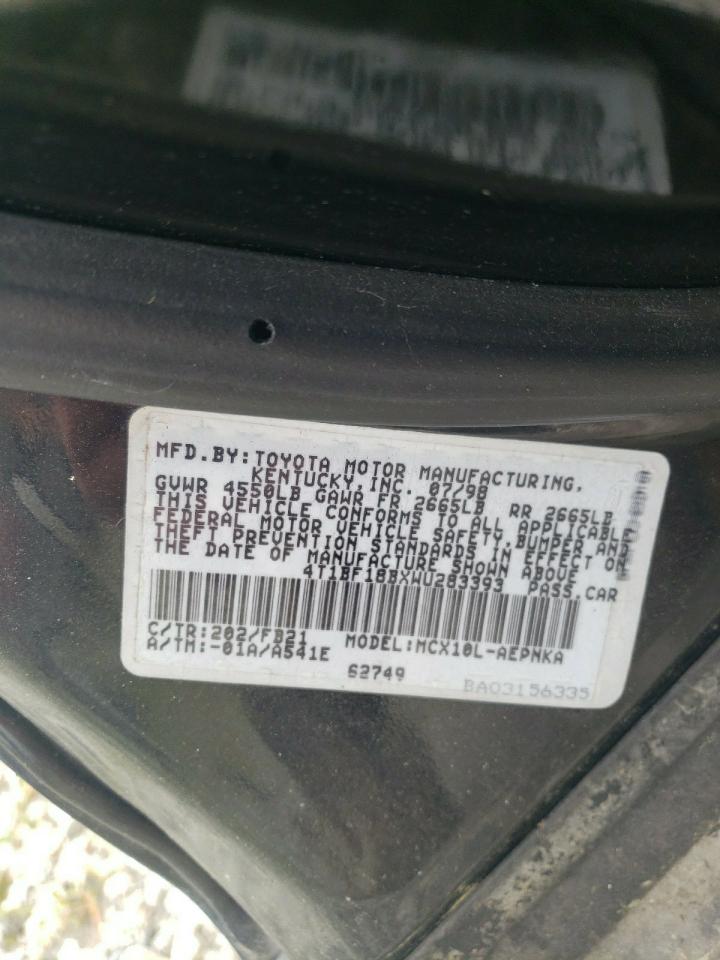 MFD.BY:TOYOTA MOTOR MANUFACTURING,
KENTUCKY,INC. 07/98
GVWR 4550LB GAWR FR 2665LB RR 2665LB
THIS VEHICLE CONFORMS TO ALL APPLICABLE
FEDERAL MOTOR VEHICLE SAFETY,BUMPER,AND
THEFT PREVENTION STANDARDS IN EFFECT ON
THE DATE OF MANUFACTURE SHOWN ABOVE.
4T1BF18BXWU283393 PASS.CAR
C/TR:202/FB21 MODEL:MCX10L-AEPNKA
A/TM:-01A/A541E
62749
BA03156335